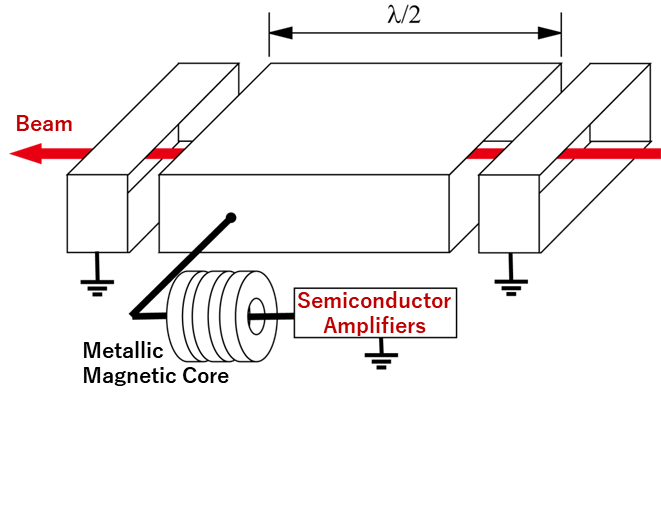 λ/2
Beam
Semiconductor
Amplifiers
Metallic
Magnetic Core